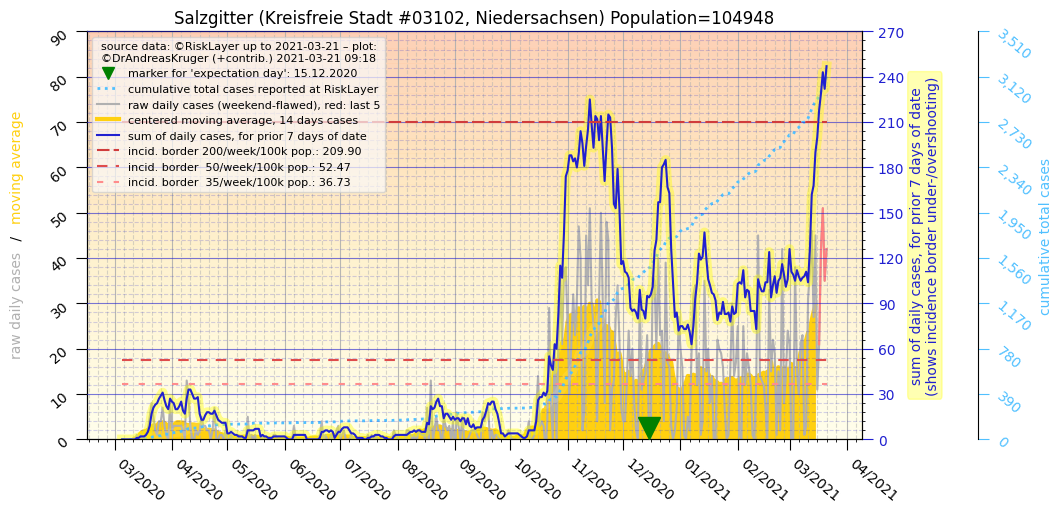 Salzgitter (Kreisfreie Stadt #03102, Niedersachsen) Population=104948
source data: ©RiskLayer up to 2021-03-21 – plot:
©DrAndreasKruger (+contrib.) 2021-03-21 09:18
marker for 'expectation day': 15.12.2020
cumulative total cases reported at RiskLayer
raw daily cases (weekend-flawed), red: last 5
centered moving average, 14 days cases
sum of daily cases, for prior 7 days of date
incid. border 200/week/100k pop.: 209.90
incid. border  50/week/100k pop.: 52.47
incid. border  35/week/100k pop.: 36.73
raw daily cases / moving average
90
80
70
60
50
40
30
20
10
0
03/2020
04/2020
05/2020
06/2020
07/2020
08/2020
09/2020
10/2020
11/2020
12/2020
01/2021
02/2021
03/2021
04/2021
270
240
210
180
150
120
90
60
30
0
sum of daily cases, for prior 7 days of date
(shows incidence border under-/overshooting)
3,510
3,120
2,730
2,340
1,950
1,560
1,170
780
390
0
cumulative total cases